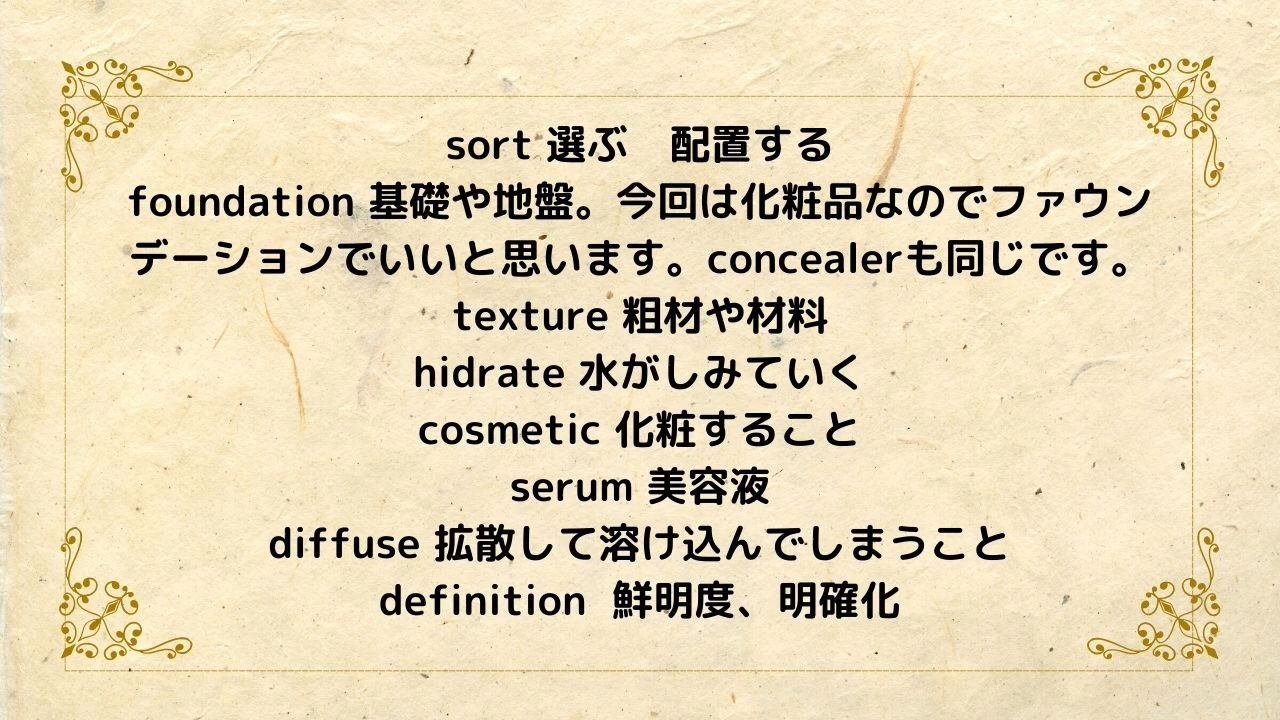 sort 選ぶ　配置する
foundation 基礎や地盤。今回は化粧品なのでファウン
デーションでいいと思います。concealerも同じです。
texture 粗材や材料
hidrate 水がしみていく
cosmetic 化粧すること
serum 美容液
diffuse 拡散して溶け込んでしまうこと
definition 鮮明度、明確化